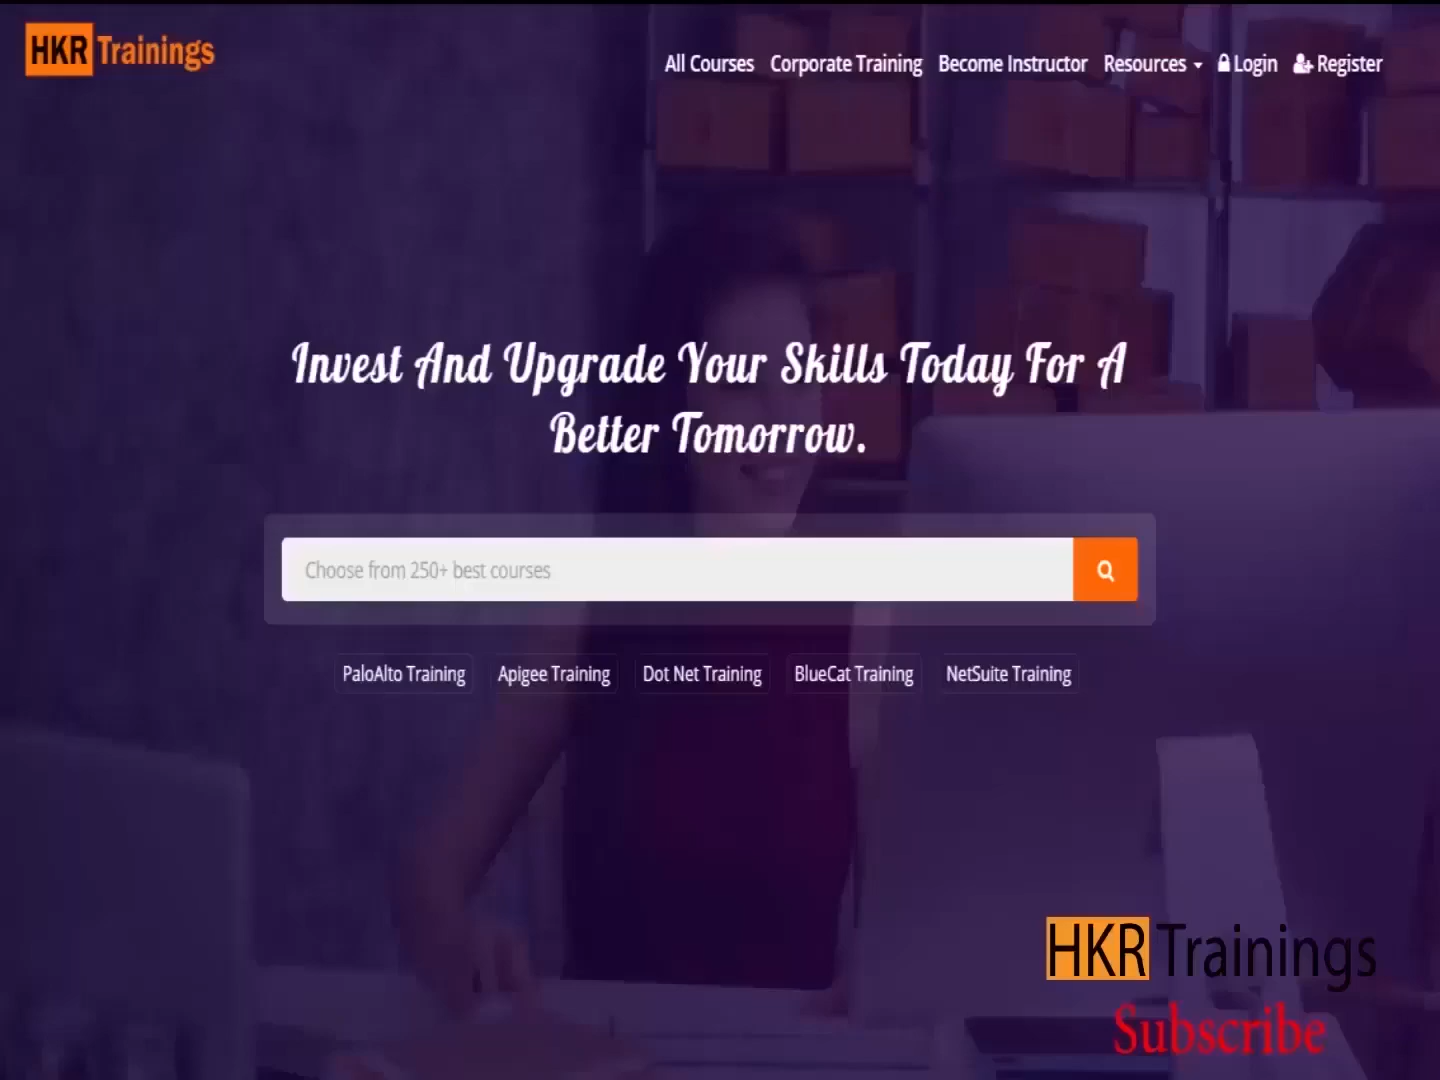 HKR Trainings
All Courses Corporate Training Become Instructor Resources Login Register
Invest And Upgrade Your Skills Today For A
Better Tomorrow.
Choose from 250+ best courses
PaloAlto Training Apigee Training Dot Net Training BlueCat Training NetSuite Training
HKR Trainings
Subscribe